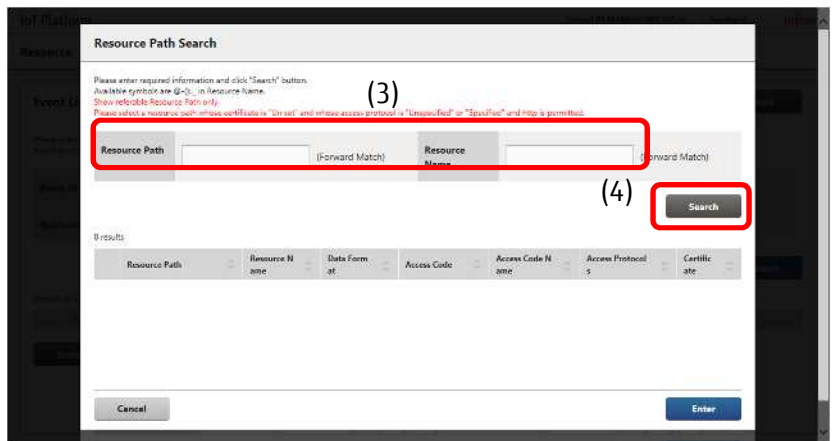 IoT Platform
Resource
Resource Path Search
Please enter required information and click "Search" button.
Available symbols are @-[s:_ in Resource Name.
Show referable Resource Path only.
Please select a resource path whose certificate is "Un set" and whose access protocol is "Unspecified" or "Specified" and http is permitted.
(3)
Event Li
Resource Path
(Forward Match)
Resource
Name
(Forward Match)
(4)
Search
0 results
Resource Path
Resource N
ame
Data Form
at
Access Code
Access Code N
ame
Access Protocol
s
Certific
ate
Cancel
Enter